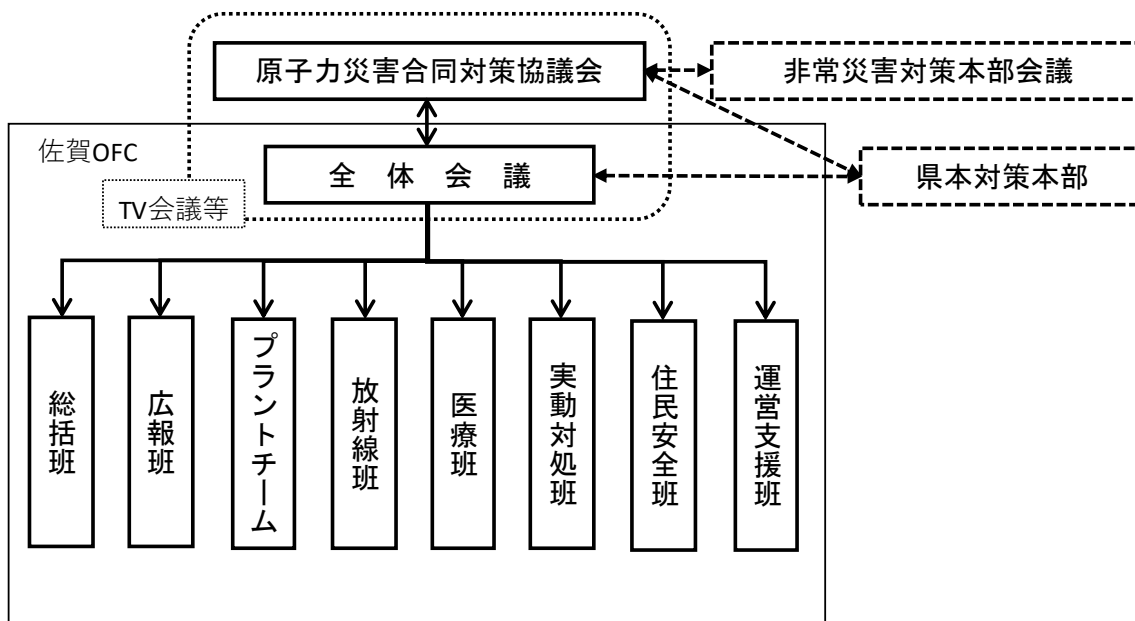 原子力災害合同対策協議会
非常災害対策本部会議
佐賀OFC
全体会議
県本対策本部
TV会議等
総括班
広報班
プラントチーム
放射線班
医療班
実動対処班
住民安全班
運営支援班